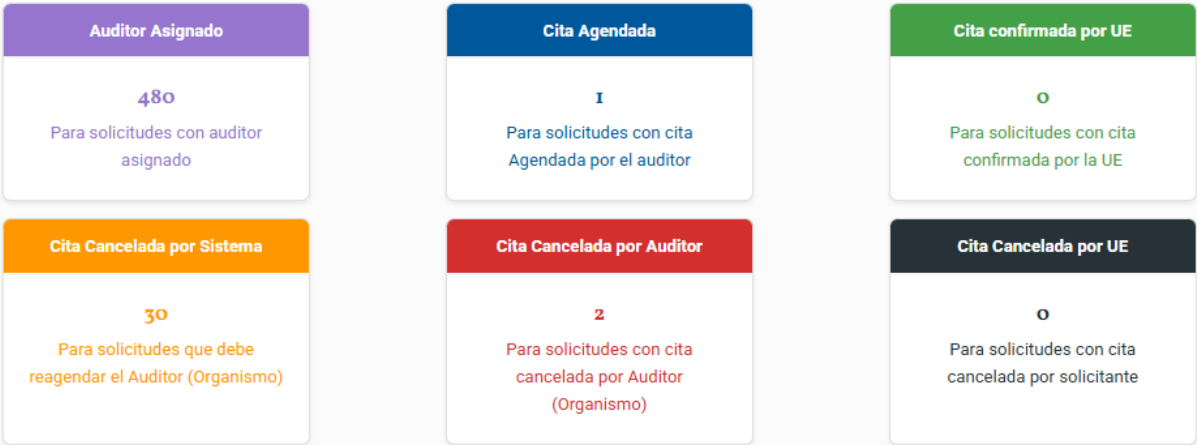 Auditor Asignado
480
Para solicitudes con auditor
asignado
Cita Agendada
1
Para solicitudes con cita
Agendada por el auditor
Cita confirmada por UE
0
Para solicitudes con cita
confirmada por la UE
Cita Cancelada por Sistema
30
Para solicitudes que debe
reagendar el Auditor (Organismo)
Cita Cancelada por Auditor
2
Para solicitudes con cita
cancelada por Auditor
(Organismo)
Cita Cancelada por UE
0
Para solicitudes con cita
cancelada por solicitante